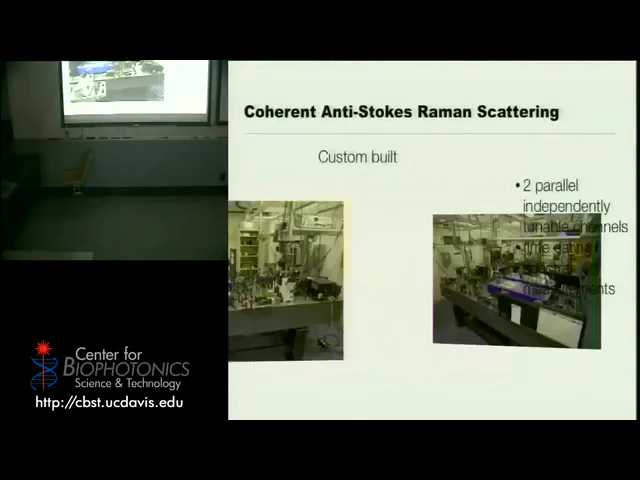 Coherent Anti-Stokes Raman Scattering
Custom built
• 2 parallel
independently
tunable channels
• time
measurements
Center for
BIOPHOTONICS
Science & Technology
http://cbst.ucdavis.edu